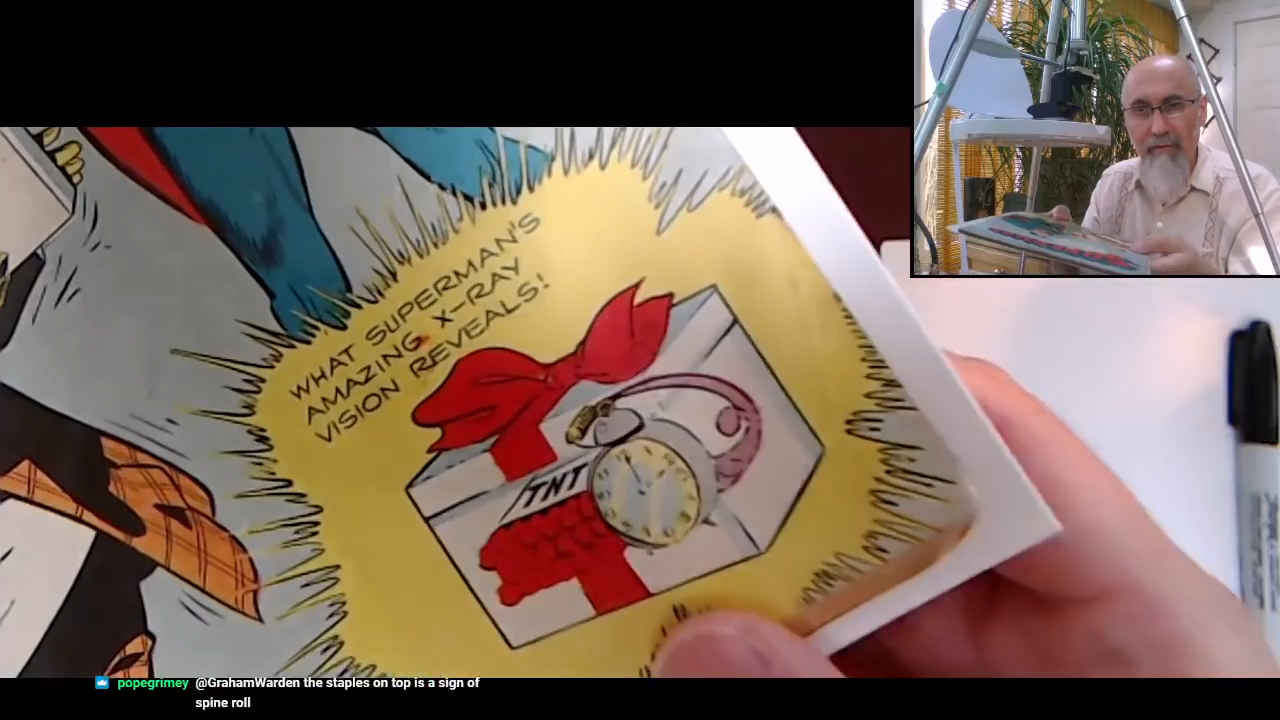 WHAT SUPERMAN'S
AMAZING X-RAY
VISION REVEALS!
TNT
popegrimey @GrahamWarden the staples on top is a sign of
spine roll